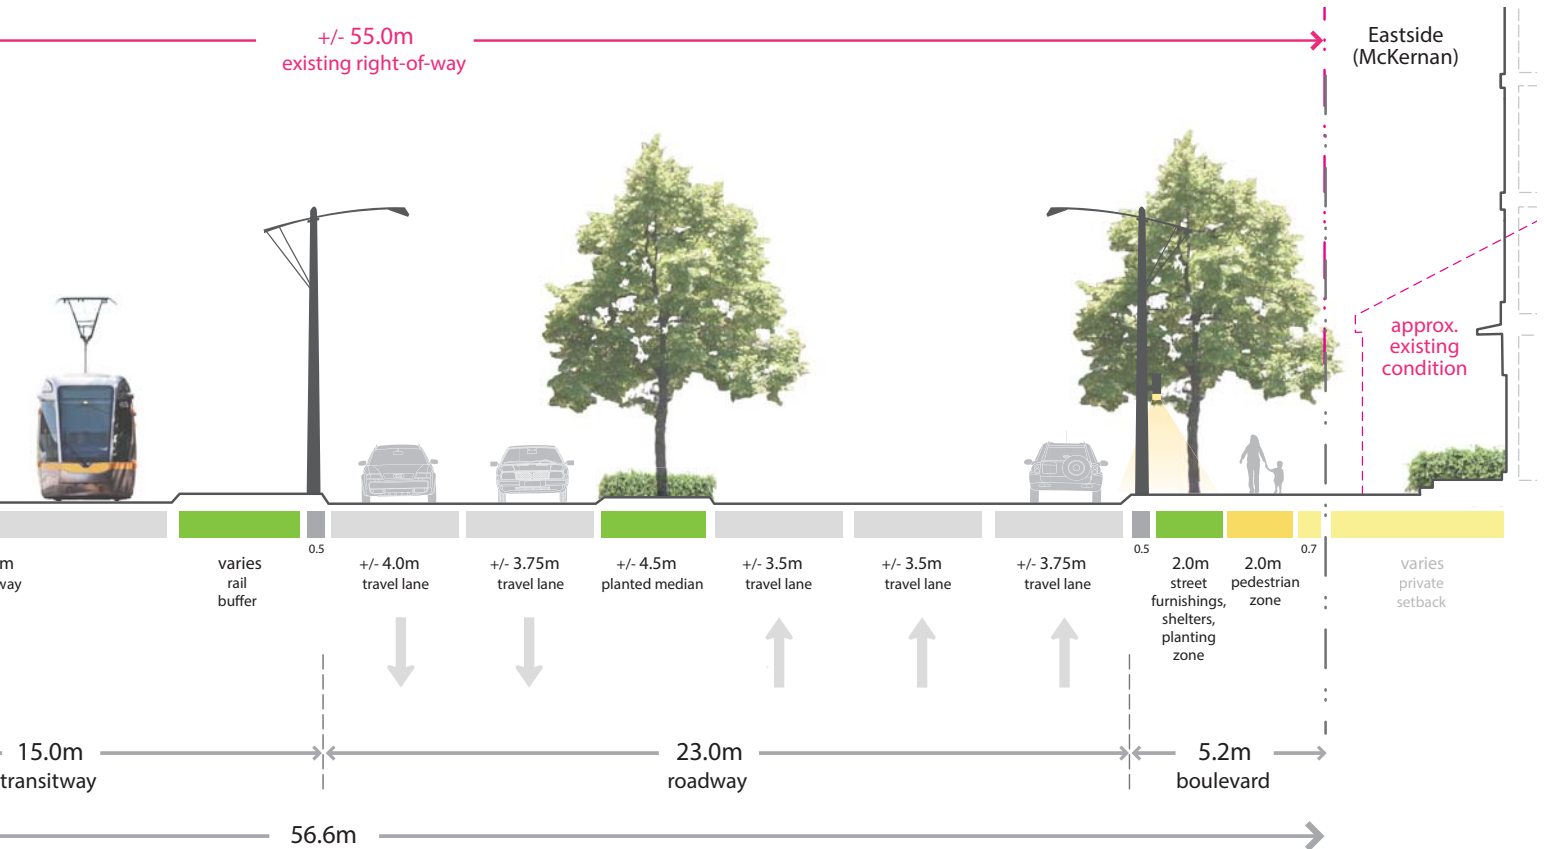 +/- 55.0m
existing right-of-way
Eastside
(McKernan)
approx.
existing
condition
m
way
varies
rail
buffer
0.5
+/- 4.0m
travel lane
+/- 3.75m
travel lane
+/- 4.5m
planted median
+/- 3.5m
travel lane
+/- 3.5m
travel lane
+/- 3.75m
travel lane
0.5
2.0m
street
furnishings,
shelters,
planting
zone
2.0m
pedestrian
zone
0.7
varies
private
setback
15.0m
transitway
23.0m
roadway
5.2m
boulevard
56.6m